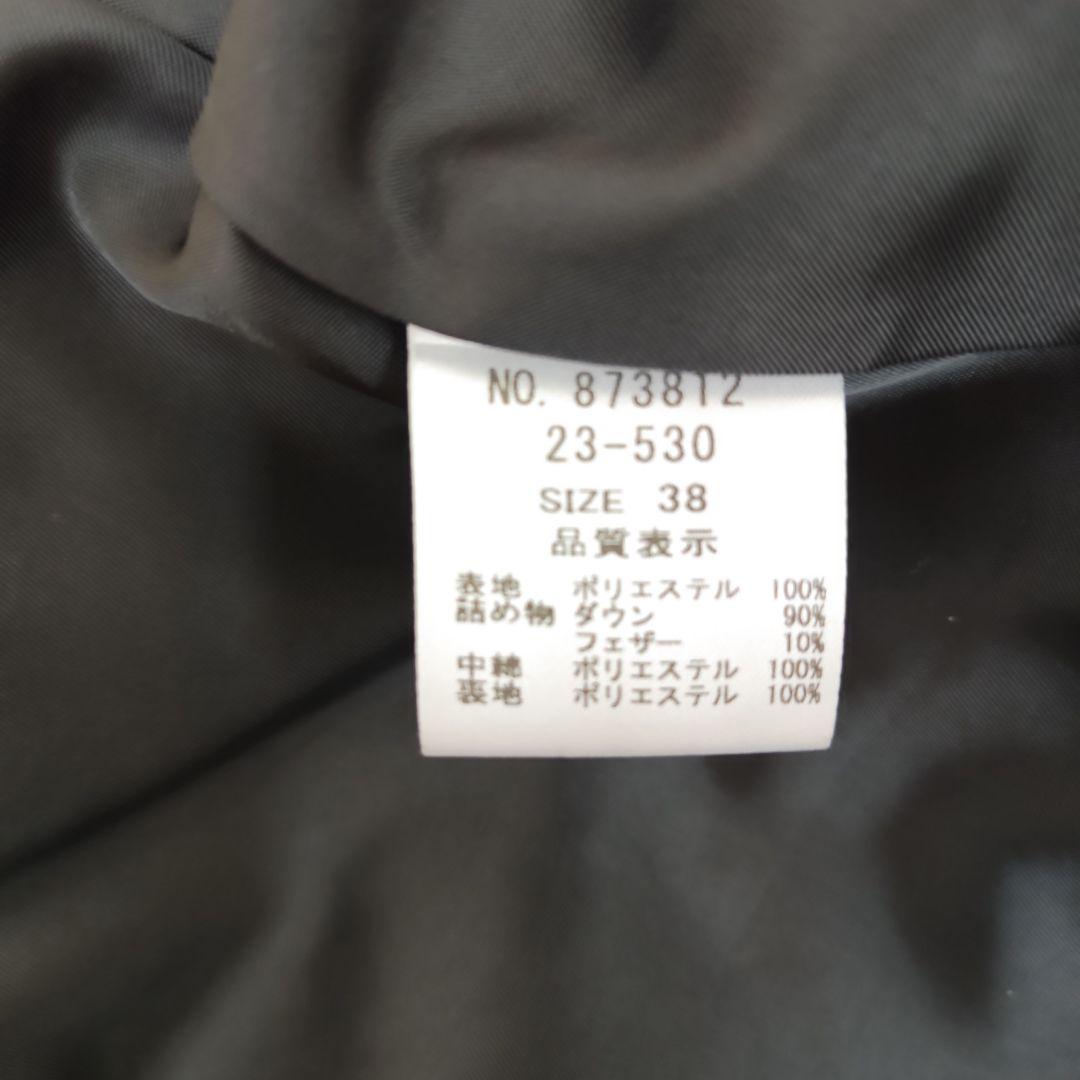 NO. 873812
23-530
SIZE 38
品質表示
表地 ポリエステル 100%
詰め物 ダウン 90%
フェザー 10%
中綿 ポリエステル 100%
裏地 ポリエステル 100%